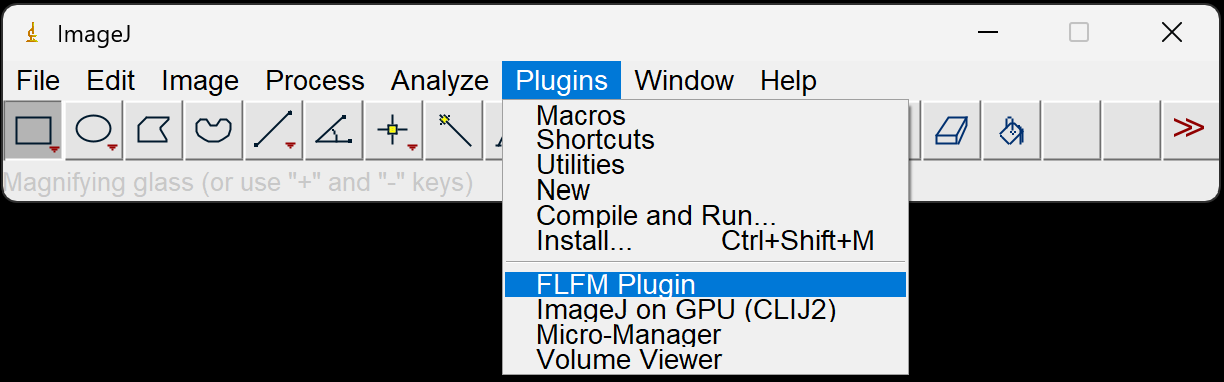 ImageJ
File Edit Image Process Analyze Plugins Window Help
Magnifying glass (or use "+" and "-" keys)
Macros
Shortcuts
Utilities
New
Compile and Run...
Install... Ctrl+Shift+M
FLFM Plugin
ImageJ on GPU (CLIJ2)
Micro-Manager
Volume Viewer